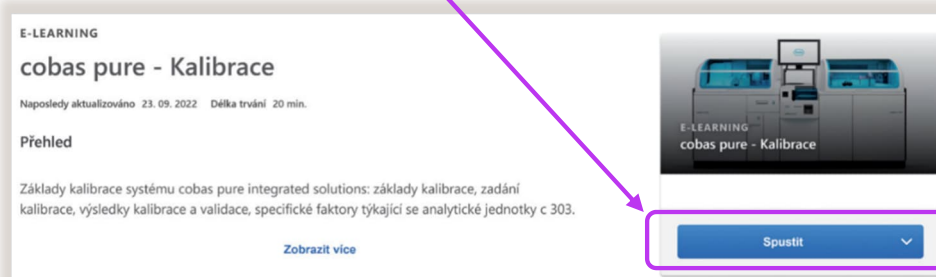 E-LEARNING
cobas pure - Kalibrace
Naposledy aktualizováno 23. 09. 2022 Délka trvání 20 min.
Přehled
Základy kalibrace systému cobas pure integrated solutions: základy kalibrace, zadání
kalibrace, výsledky kalibrace a validace, specifické faktory týkající se analytické jednotky c 303.
Zobrazit více
E-LEARNING
cobas pure - Kalibrace
Spustit